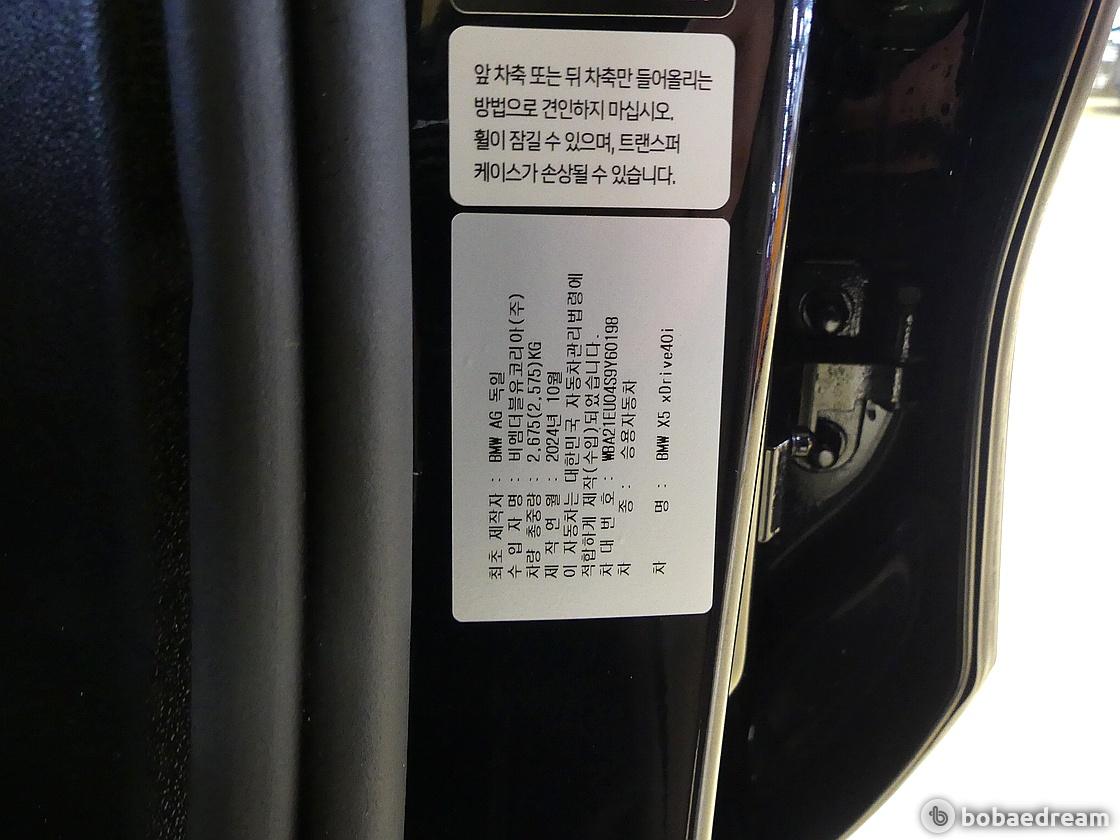 앞 차축 또는 뒤 차축만 들어올리는
방법으로 견인하지 마십시오.
휠이 잠길 수 있으며, 트랜스퍼
케이스가 손상될 수 있습니다.
최초 제작자 : BMW AG 독일
수 입 자 명 : 비엠더블유코리아(주)
차량 총중량 : 2,675(2,575)KG
제 작 연 월 : 2024년 10월
이 자동차는 대한민국 자동차관리법령에
적합하게 제작(수입)되었습니다.
차 대 번 호 : WBA21EU04S9Y60198
차 종 : 승용자동차
차 명 : BMW X5 xDrive40i
bobaedream